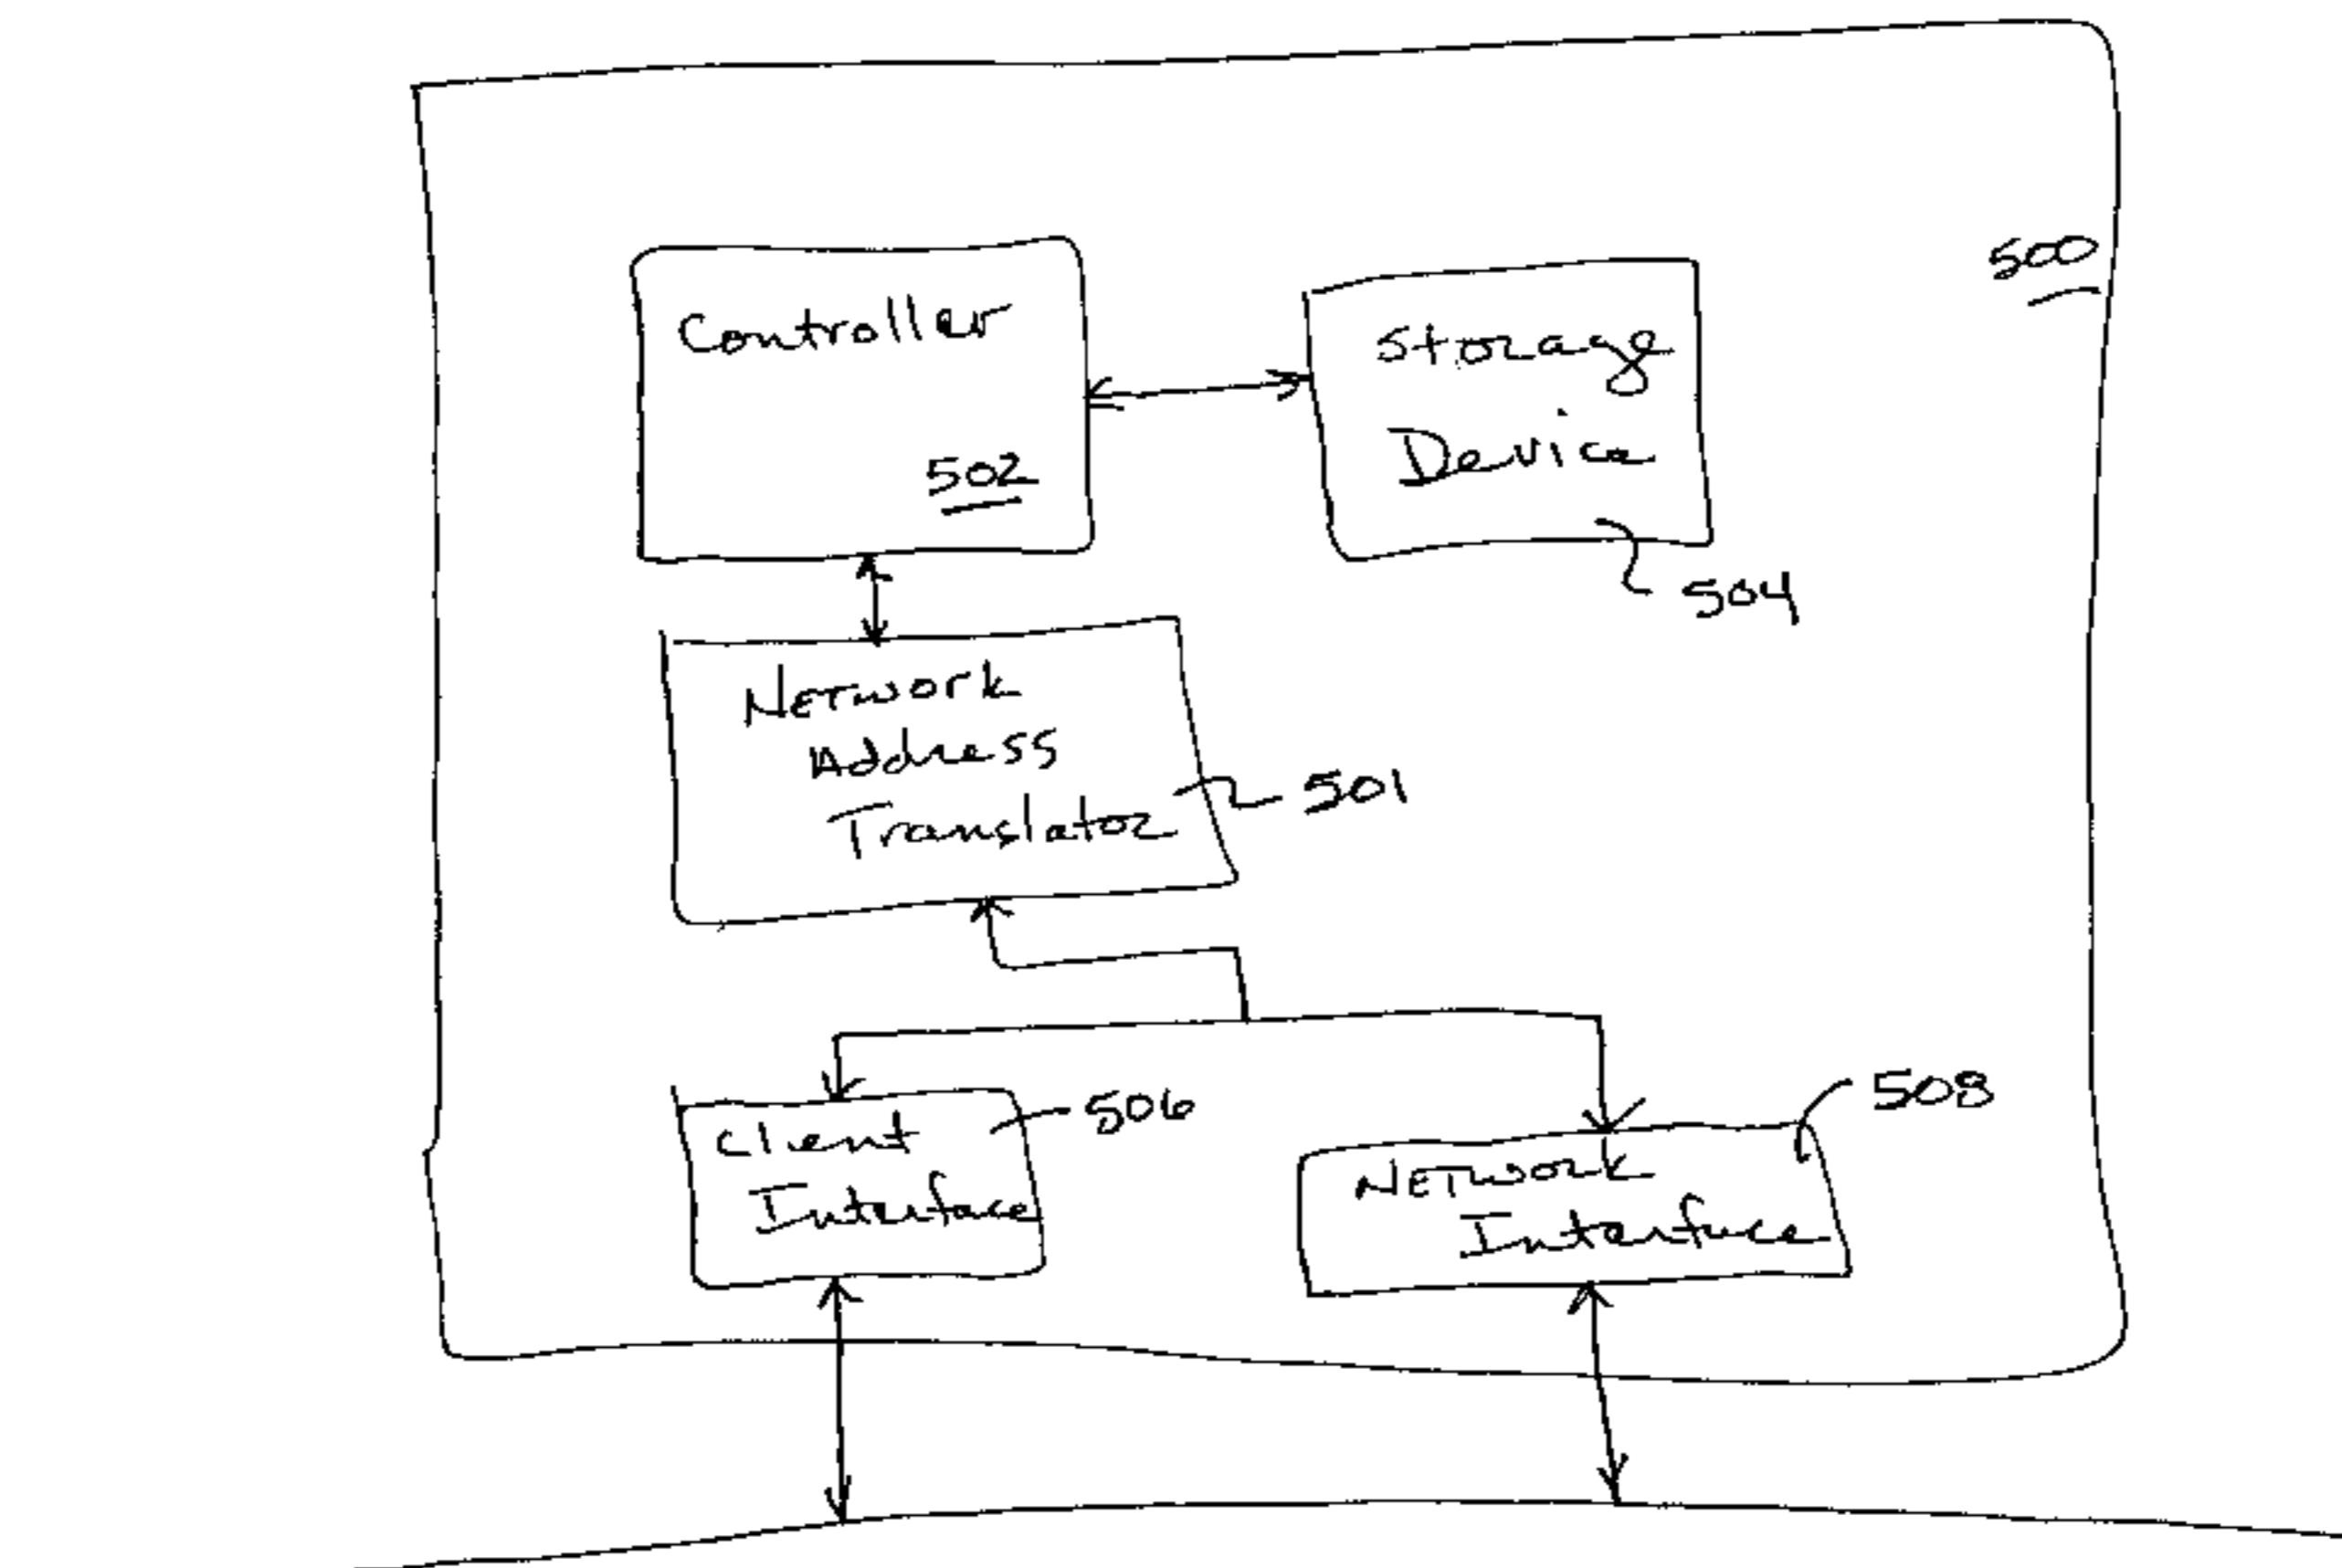 500
Controller
502
Storage
Device
504
Network
Address
Translator
501
Client
Interface
506
508
Network
Interface